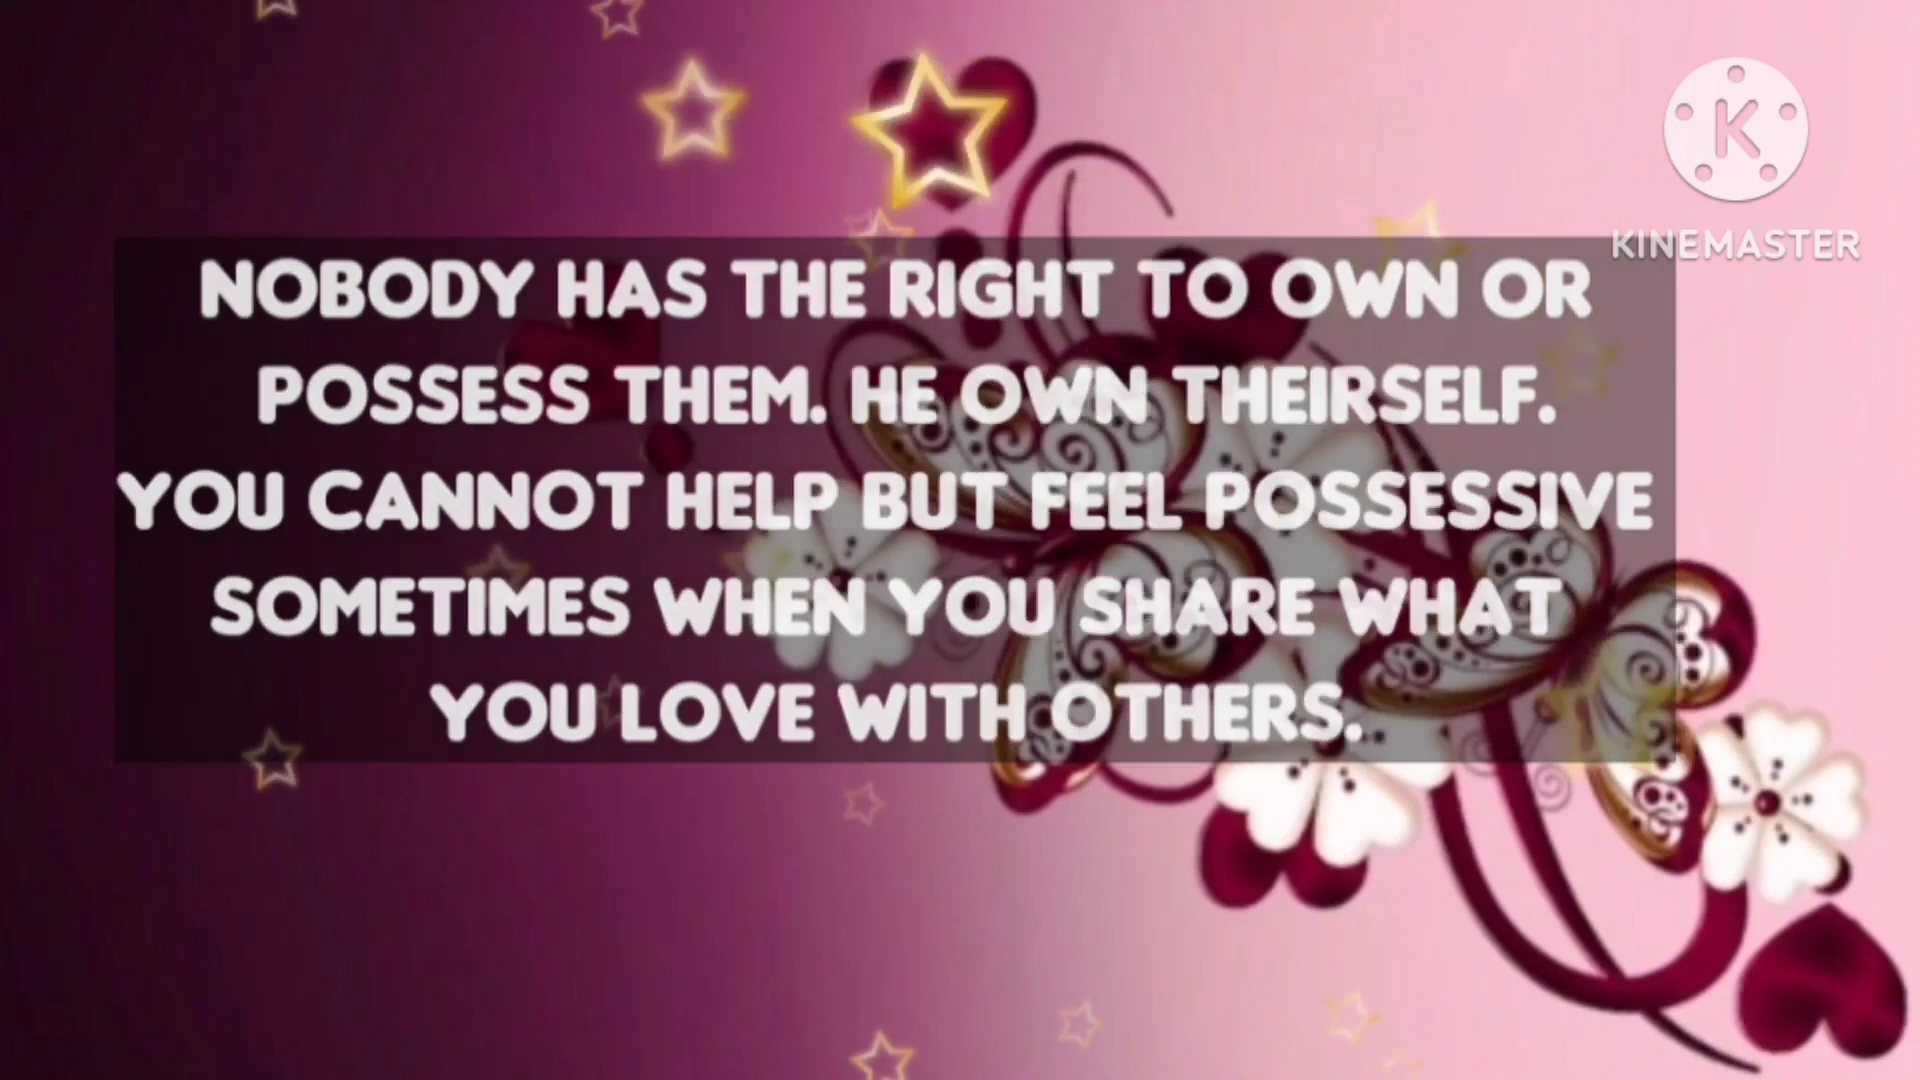 K
KINEMASTER
NOBODY HAS THE RIGHT TO OWN OR
POSSESS THEM. HE OWN THEIRSELF.
YOU CANNOT HELP BUT FEEL POSSESSIVE
SOMETIMES WHEN YOU SHARE WHAT
YOU LOVE WITH OTHERS.